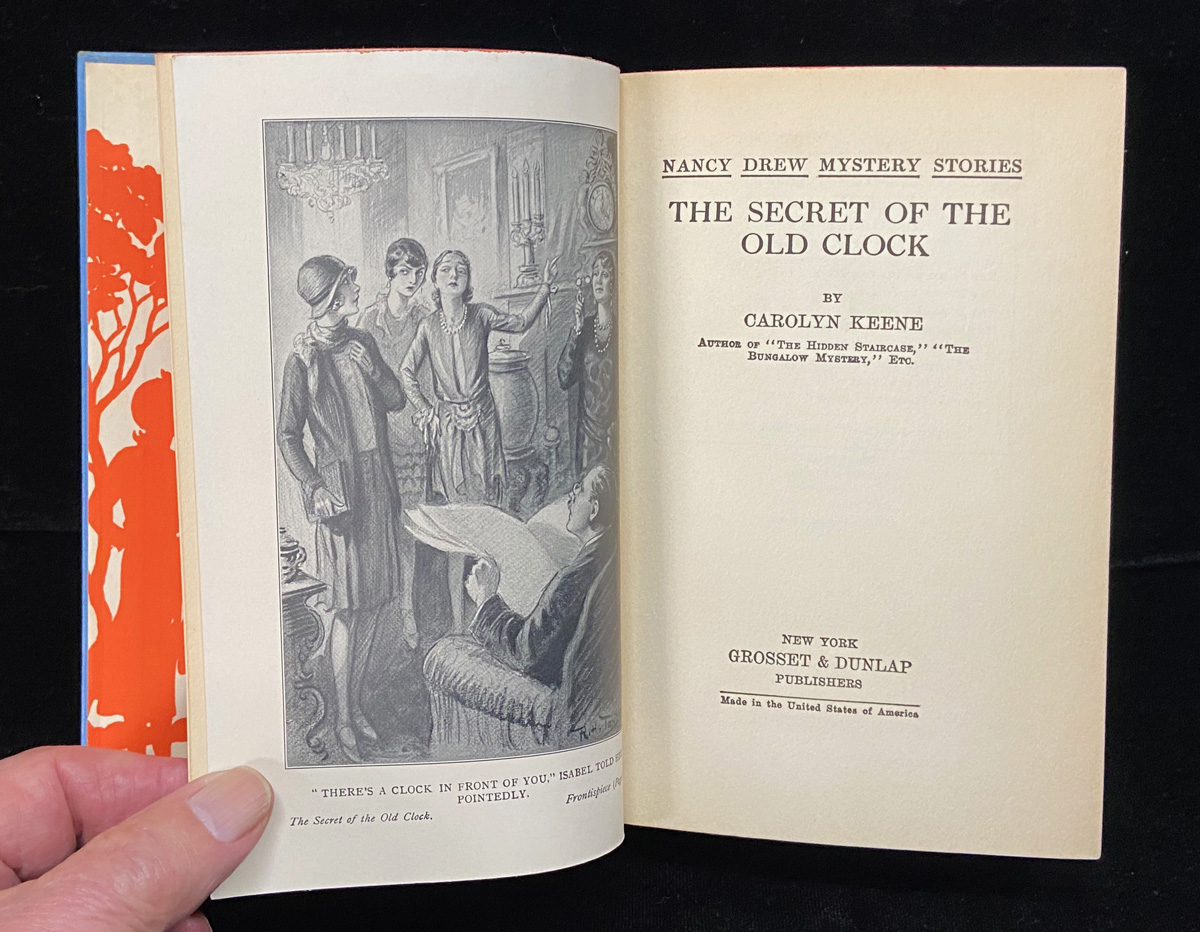 " THERE'S A CLOCK IN FRONT OF YOU," ISABEL TOLD
POINTEDLY.
The Secret of the Old Clock.
Frontispiece
NANCY DREW MYSTERY STORIES
THE SECRET OF THE
OLD CLOCK
BY
CAROLYN KEENE
AUTHOR OF "THE HIDDEN STAIRCASE," "THE
BUNGALOW MYSTERY," ETC.
NEW YORK
GROSSET & DUNLAP
PUBLISHERS
Made in the United States of America